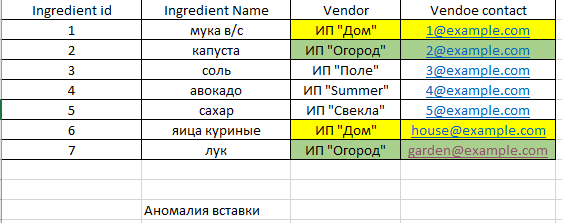 Ingredient id Ingredient Name Vendor Vendoe contact
1 мука в/с ИП "Дом" 1@example.com
2 капуста ИП "Огород" 2@example.com
3 соль ИП "Поле" 3@example.com
4 авокадо ИП "Summer" 4@example.com
5 сахар ИП "Свекла" 5@example.com
6 яица куриные ИП "Дом" house@example.com
7 лук ИП "Огород" garden@example.com
Аномалия вставки